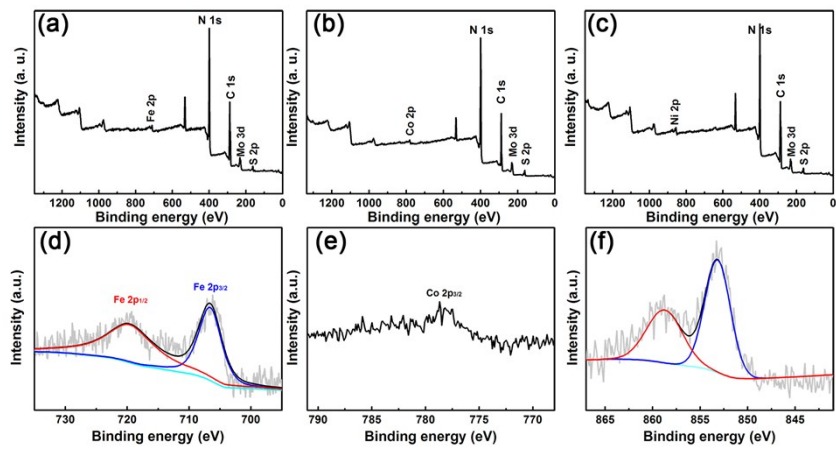 (a)
N 1s
Fe 2p
C 1s
Mo 3d
S 2p
Intensity (a. u.)
1200 1000 800 600 400 200 0
Binding energy (eV)
(b)
N 1s
Co 2p
C 1s
Mo 3d
S 2p
Intensity (a. u.)
1200 1000 800 600 400 200 0
Binding energy (eV)
(c)
N 1s
Ni 2p
C 1s
Mo 3d
S 2p
Intensity (a. u.)
1200 1000 800 600 400 200 0
Binding energy (eV)
(d)
Fe 2p1/2
Fe 2p3/2
Intensity (a.u.)
730 720 710 700
Binding energy (eV)
(e)
Co 2p3/2
Intensity (a.u.)
790 785 780 775 770
Binding energy (eV)
(f)
Intensity (a.u.)
865 860 855 850 845
Binding energy (eV)